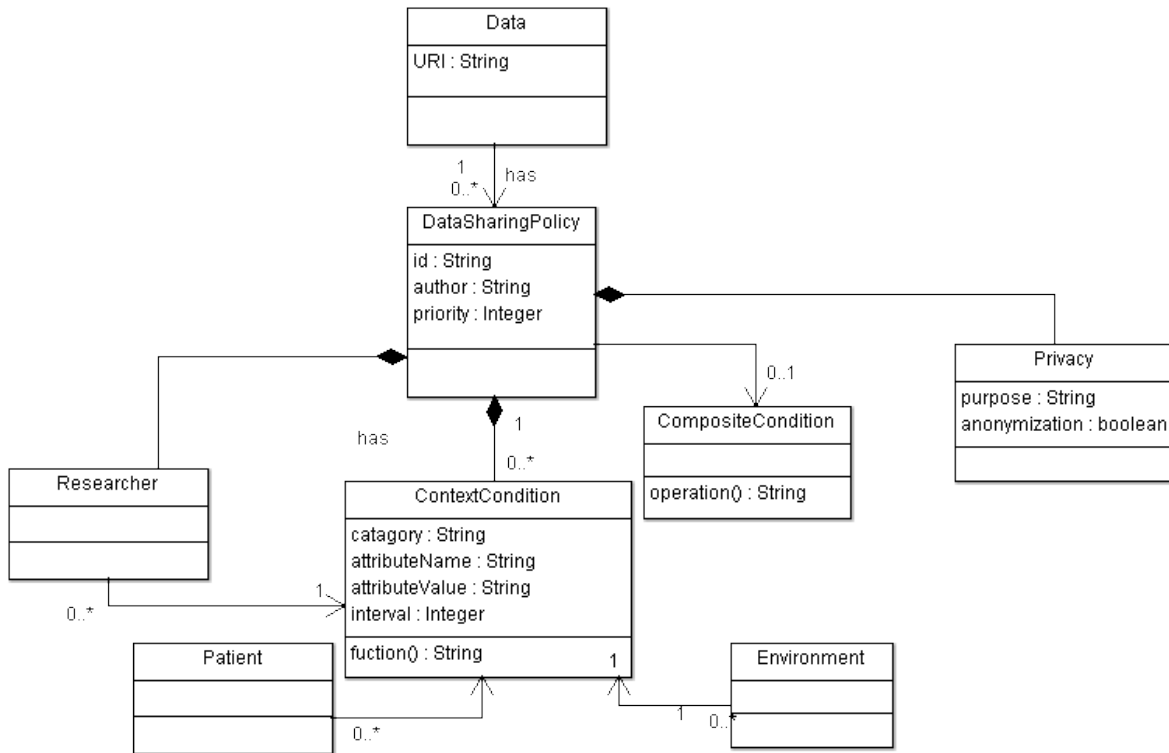 Data
URI : String
1
0..*
has
DataSharingPolicy
id : String
author : String
priority : Integer
0..1
Privacy
purpose : String
anonymization : boolean
CompositeCondition
operation() : String
1
has
0..*
Researcher
ContextCondition
catagory : String
attributeName : String
attributeValue : String
interval : Integer
fuction() : String
0..*
1
Patient
0..*
1
Environment
1
0..*